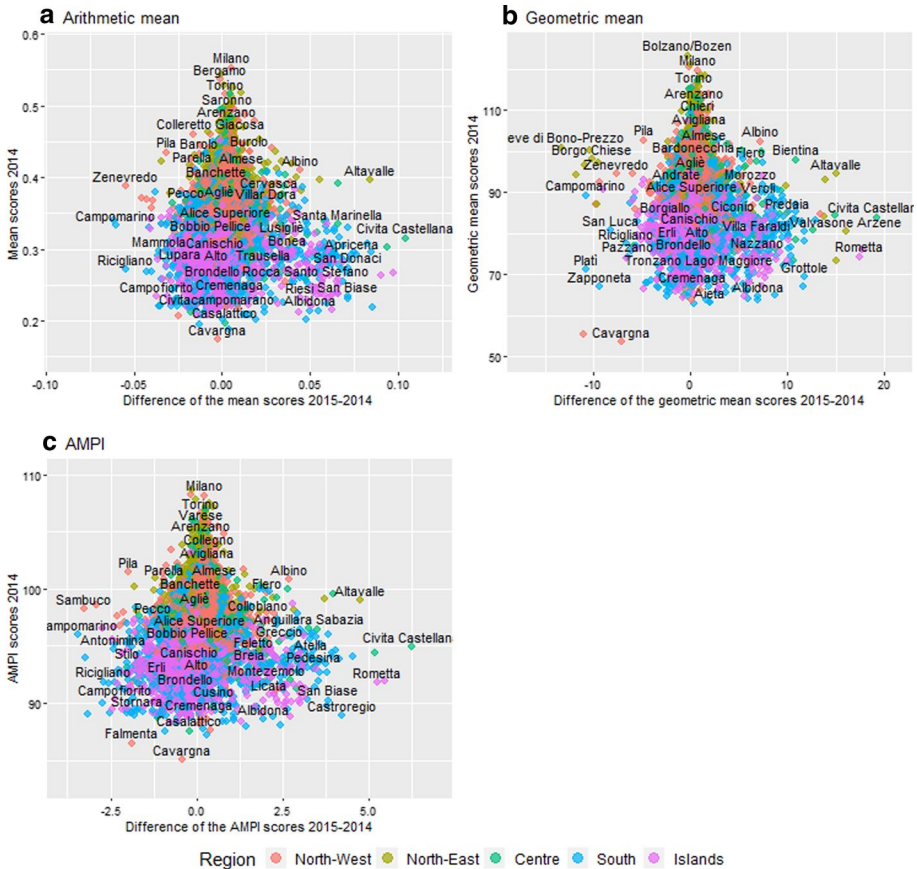 a Arithmetic mean
0.6
0.5
0.4
0.3
0.2
Mean scores 2014
Milano
Bergamo
Torino
Saronno
Arenzano
Colleretto Giacosa
Pila Barolo Burolo
Parella Almese Albino
Banchette Altavalle
Zenevredo Cervasca
Pecco Agliè Villar Dora
Alice Superiore Santa Marinella
Campomarino Bobbio Pellice Lusigliè Civita Castellana
Mammola Canischio Bonea Apricena
Lupara Alto Trausella San Donaci
Ricigliano Brondello Rocca Santo Stefano
Campofiorito Cremenaga Riesi San Biase
Civitacampomarano Albidona
Casalattico
Cavargna
-0.10 -0.05 0.00 0.05 0.10
Difference of the mean scores 2015-2014
b Geometric mean
110
90
70
50
Geometric mean scores 2014
Bolzano/Bozen
Milano
Torino
Arenzano
Chieri
Avigliana
Pila Almese Albino
eve di Bono-Prezzo Bardonecchia Flero Bientina
Borgo Chiese Agliè
Zenevredo Andrate Morozzo Altavalle
Campomarino Alice Superiore Veroli
Borgiallo Ciconio Predaia Civita Castellan
San Luca Canischio Villa Faraldi Valvasone Arzene
Ricigliano Erli Alto
Pazzano Brondello Nazzano Rometta
Platì Tronzano Lago Maggiore Grottole
Zapponeta Cremenaga Albidona
Aieta
Cavargna
-10 0 10 20
Difference of the geometric mean scores 2015-2014
c AMPI
110
100
90
AMPI scores 2014
Milano
Torino
Varese
Arenzano
Collegno
Avigliana
Pila Parella Almese Albino
Banchette Flero
Agliè Altavalle
Sambuco Pecco Collobiano
ampomarino Alice Superiore Anguillara Sabazia
Antonimina Bobbio Pellice Greccio Civita Castellan
Stilo Canischio Feletto Atella
Erli Alto Breia Pedesina
Ricigliano Brondello Montezemolo Rometta
Campofiorito Cusino Licata San Biase
Stornara Cremenaga Albidona Castroregio
Casalattico
Falmenta
Cavargna
-2.5 0.0 2.5 5.0
Difference of the AMPI scores 2015-2014
Region North-West North-East Centre South Islands